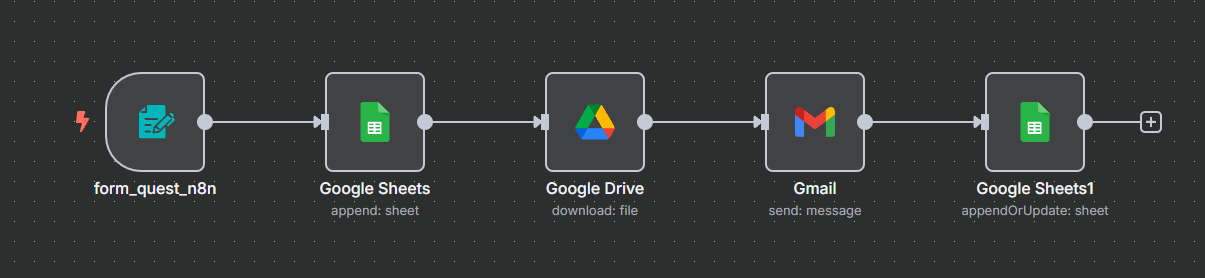 form_quest_n8n
Google Sheets
append: sheet
Google Drive
download: file
Gmail
send: message
Google Sheets1
appendOrUpdate: sheet